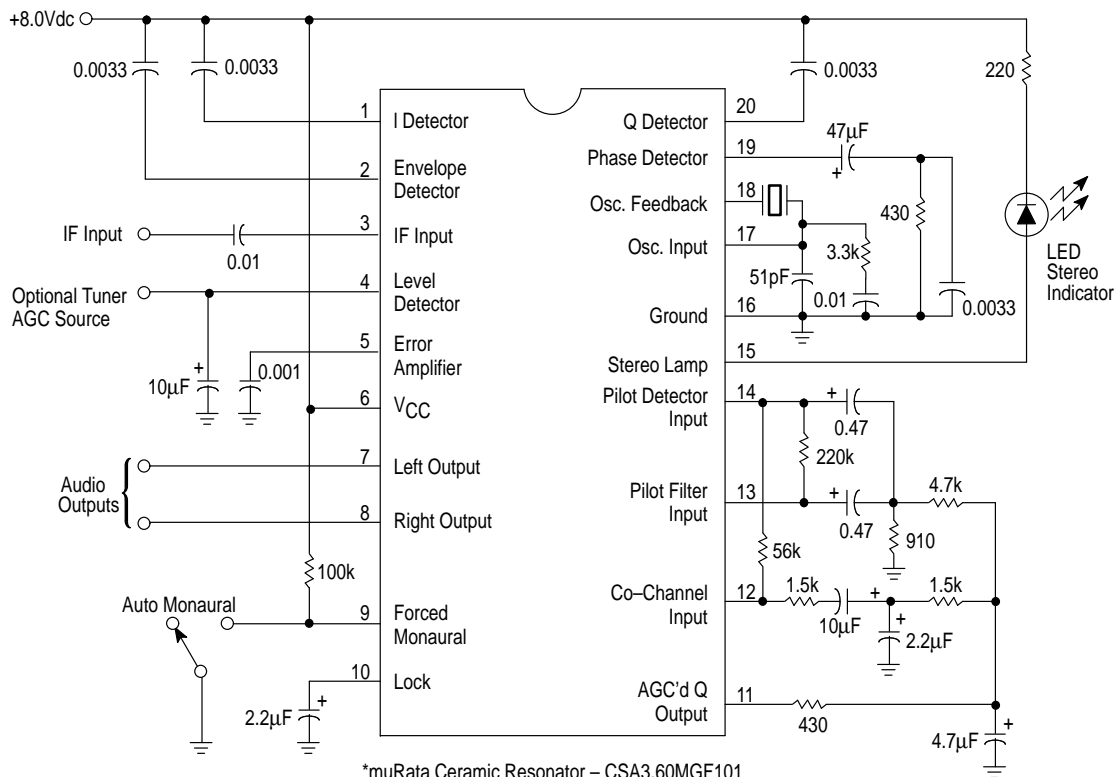 +8.0Vdc
0.0033
0.0033
0.0033
220
1
I Detector
2
Envelope
Detector
IF Input
0.01
3
IF Input
Optional Tuner
AGC Source
4
Level
Detector
+
10µF
0.001
5
Error
Amplifier
6
VCC
Audio
Outputs
7
Left Output
8
Right Output
100k
Auto Monaural
9
Forced
Monaural
10
Lock
2.2µF
+
Q Detector
20
Phase Detector
19
47µF
+
Osc. Feedback
18
Osc. Input
17
3.3k
430
51pF
0.01
0.0033
Ground
16
LED
Stereo
Indicator
Stereo Lamp
15
Pilot Detector
Input
14
+
0.47
220k
Pilot Filter
Input
13
+
0.47
4.7k
910
56k
Co–Channel
Input
12
1.5k
10µF
+
1.5k
+
2.2µF
AGC'd Q
Output
11
430
4.7µF
+
*muRata Ceramic Resonator – CSA3.60MGF101